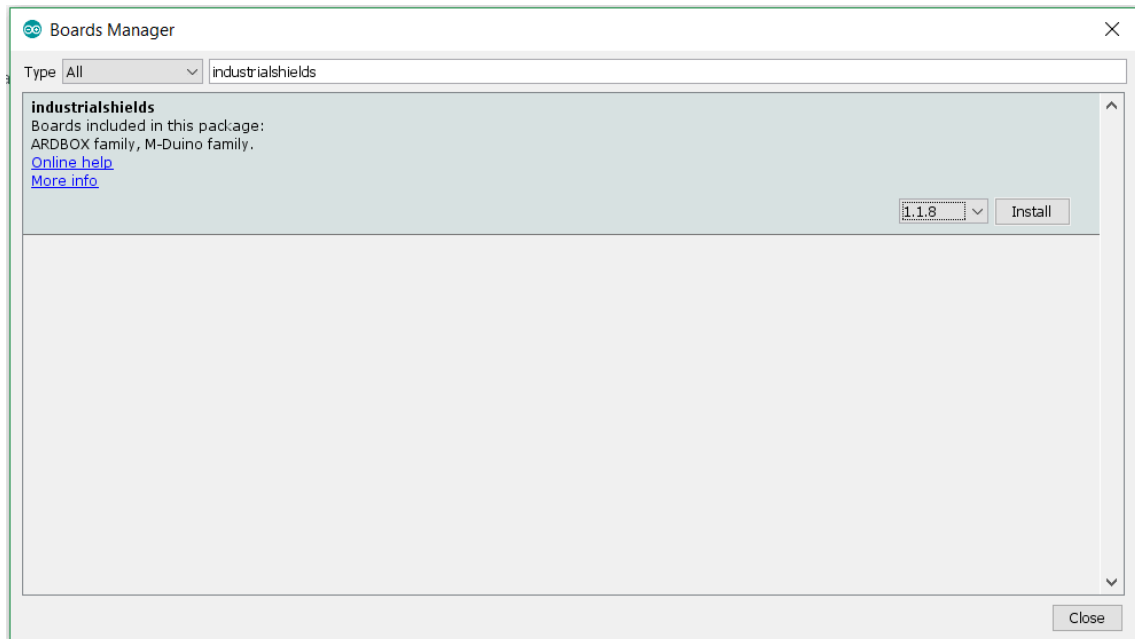 Boards Manager
Type All industrialshields
industrialshields
Boards included in this package:
ARDBOX family, M-Duino family.
Online help
More info
1.1.8 Install
Close